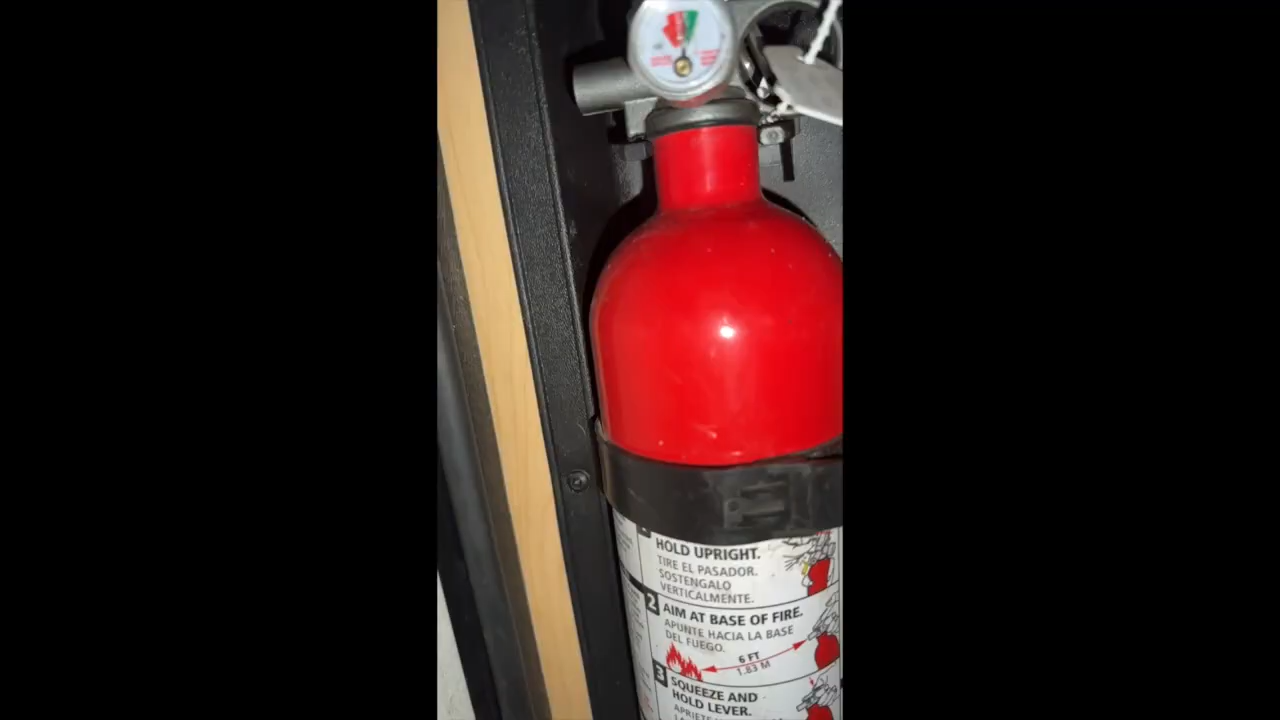 HOLD UPRIGHT.
TIRE EL PASADOR.
SOSTENGALO
VERTICALMENTE.
2 AIM AT BASE OF FIRE.
APUNTE HACIA LA BASE
DEL FUEGO.
6 FT
1.83 M
3 SQUEEZE AND
HOLD LEVER.